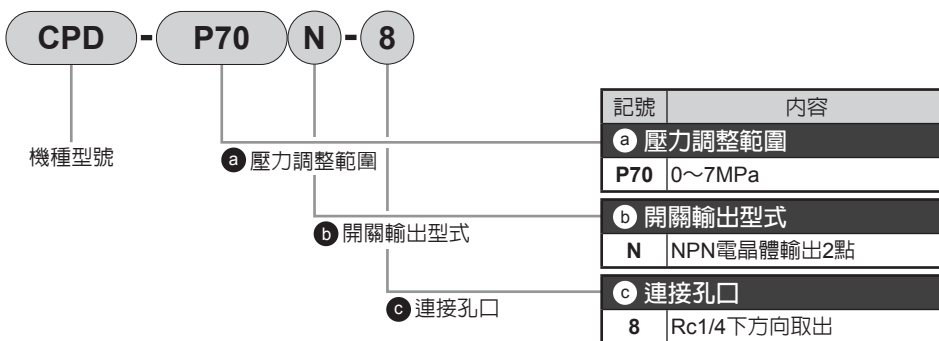 CPD - P70 N - 8
機種型號
a 壓力調整範圍
b 開關輸出型式
c 連接孔口
記號 內容
a 壓力調整範圍
P70 0～7MPa
b 開關輸出型式
N NPN電晶體輸出2點
c 連接孔口
8 Rc1/4下方向取出